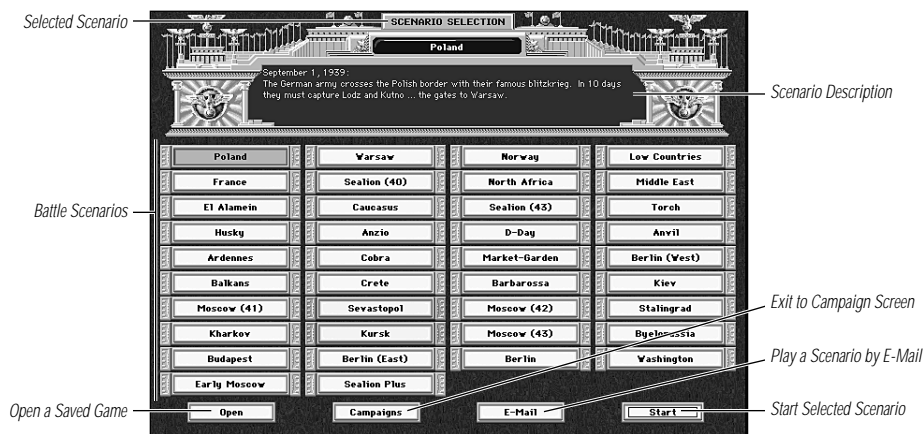 Selected Scenario
SCENARIO SELECTION
Poland
September 1, 1939:
The German army crosses the Polish border with their famous blitzkrieg. In 10 days
they must capture Lodz and Kutno ... the gates to Warsaw.
Scenario Description
Battle Scenarios
Poland
Warsaw
Norway
Low Countries
France
Sealion (40)
North Africa
Middle East
El Alamein
Caucasus
Sealion (43)
Torch
Husky
Anzio
D-Day
Anvil
Ardennes
Cobra
Market-Garden
Berlin (West)
Balkans
Crete
Barbarossa
Kiev
Moscow (41)
Sevastopol
Moscow (42)
Stalingrad
Kharkov
Kursk
Moscow (43)
Byelorussia
Budapest
Berlin (East)
Berlin
Washington
Early Moscow
Sealion Plus
Exit to Campaign Screen
Play a Scenario by E-Mail
Open a Saved Game
Open
Campaigns
E-Mail
Start
Start Selected Scenario